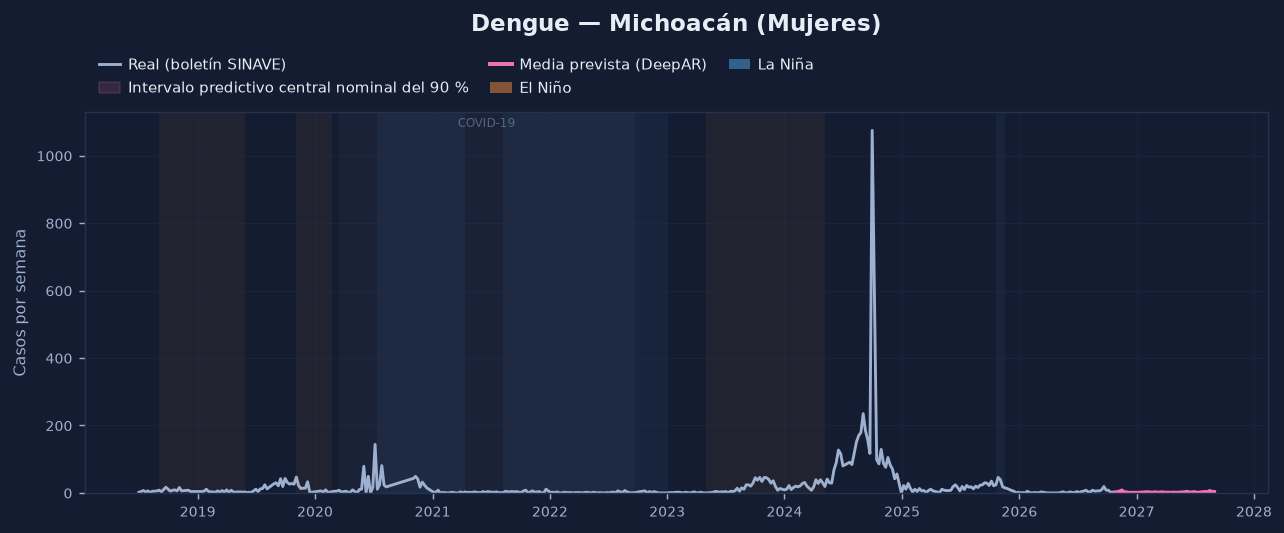 Dengue — Michoacán (Mujeres)
Real (boletín SINAVE)
Media prevista (DeepAR)
La Niña
Intervalo predictivo central nominal del 90 %
El Niño
COVID-19
Casos por semana
1000
800
600
400
200
0
2019
2020
2021
2022
2023
2024
2025
2026
2027
2028